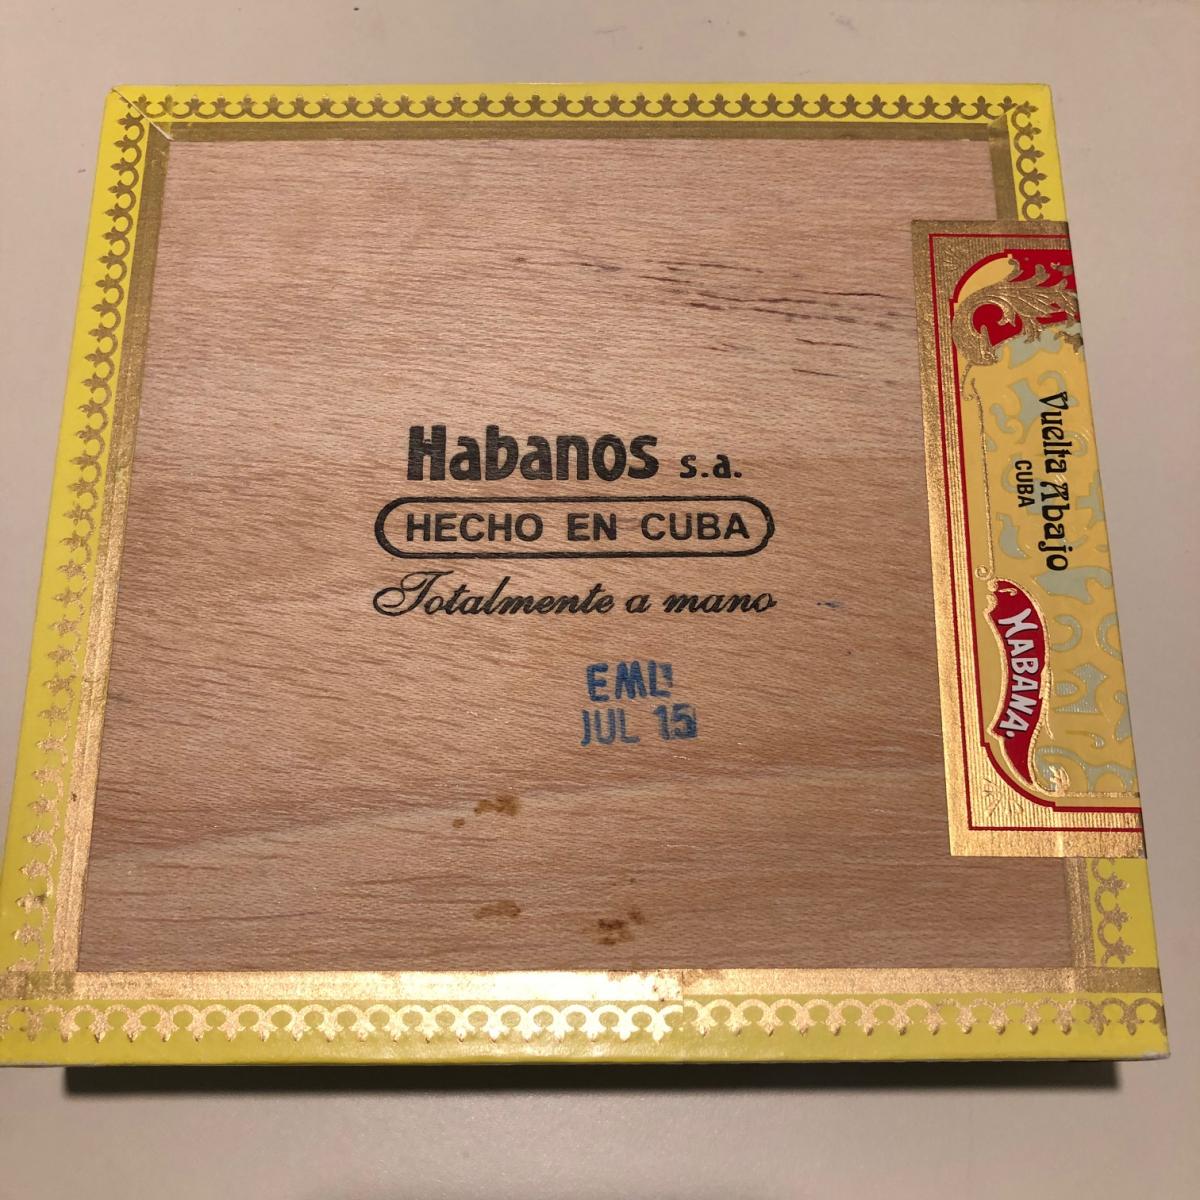 Habanos s.a.
HECHO EN CUBA
Totalmente a mano
EML
JUL 15
Vuelta Abajo
CUBA
HABANA.